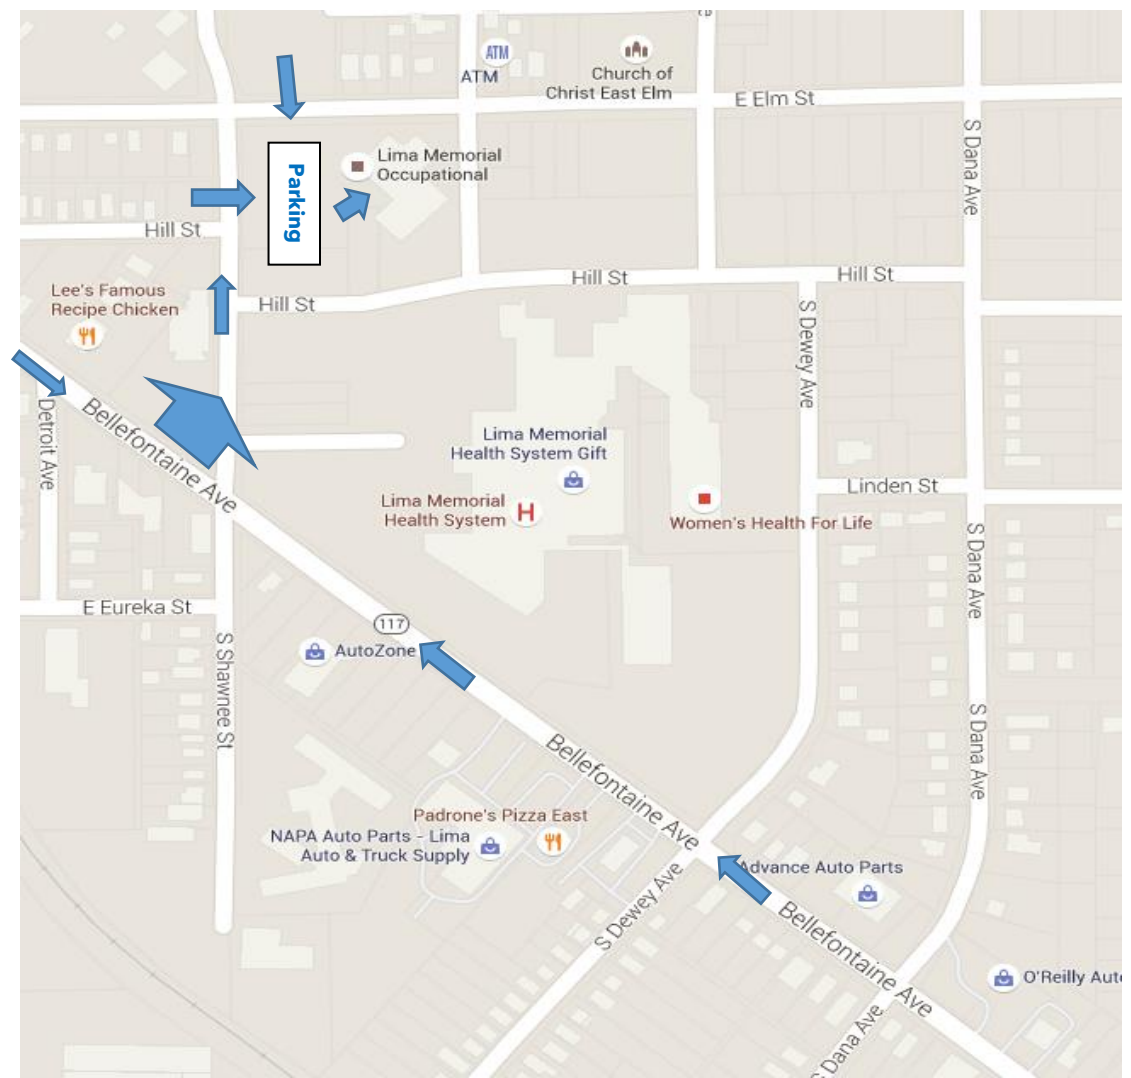 ATM
ATM
Church of
Christ East Elm
E Elm St
S Dana Ave
Lima Memorial
Occupational
Parking
Hill St
Hill St
Hill St
Hill St
Lee's Famous
Recipe Chicken
S Dewey Ave
Detroit Ave
Bellefontaine Ave
Lima Memorial
Health System Gift
Lima Memorial
Health System
H
Women's Health For Life
Linden St
S Dana Ave
E Eureka St
117
AutoZone
S Shawnee St
S Dana Ave
Bellefontaine Ave
Padrone's Pizza East
NAPA Auto Parts - Lima
Auto & Truck Supply
Advance Auto Parts
S Dewey Ave
Bellefontaine Ave
O'Reilly Auto
S Dana Ave